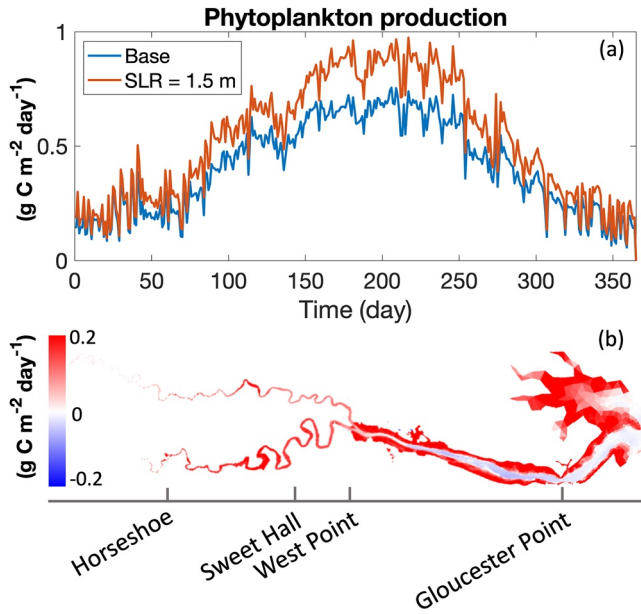 Phytoplankton production
(a)
Base
SLR = 1.5 m
1
0.5
0
(g C m⁻² day⁻¹)
0 50 100 150 200 250 300 350
Time (day)
(b)
0.2
0
-0.2
(g C m⁻² day⁻¹)
Horseshoe
Sweet Hall
West Point
Gloucester Point